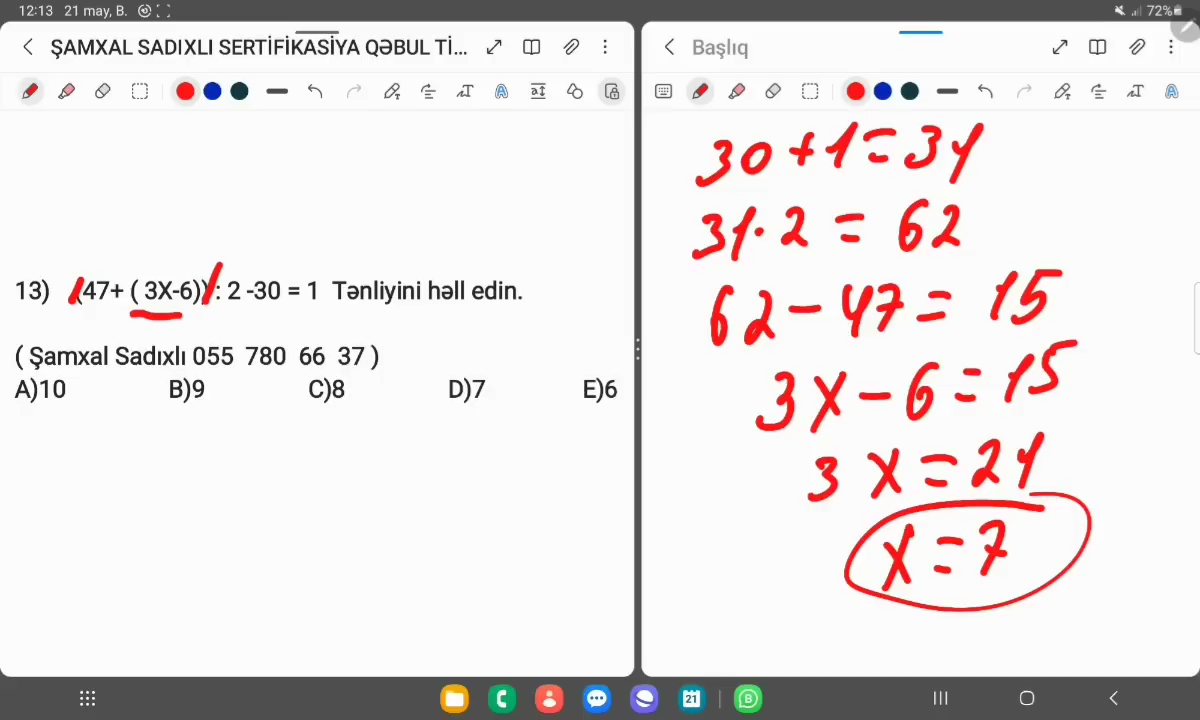 12:13 21 may, B. 72%
ŞAMXAL SADIXLI SERTİFİKASİYA QƏBUL Tİ...
13) (47+ ( 3X-6)) : 2 -30 = 1 Tənliyini həll edin.
( Şamxal Sadıxlı 055 780 66 37 )
A)10 B)9 C)8 D)7 E)6
Başlıq
30 + 1 = 31
31 · 2 = 62
62 - 47 = 15
3X - 6 = 15
3X = 21
X = 7
21